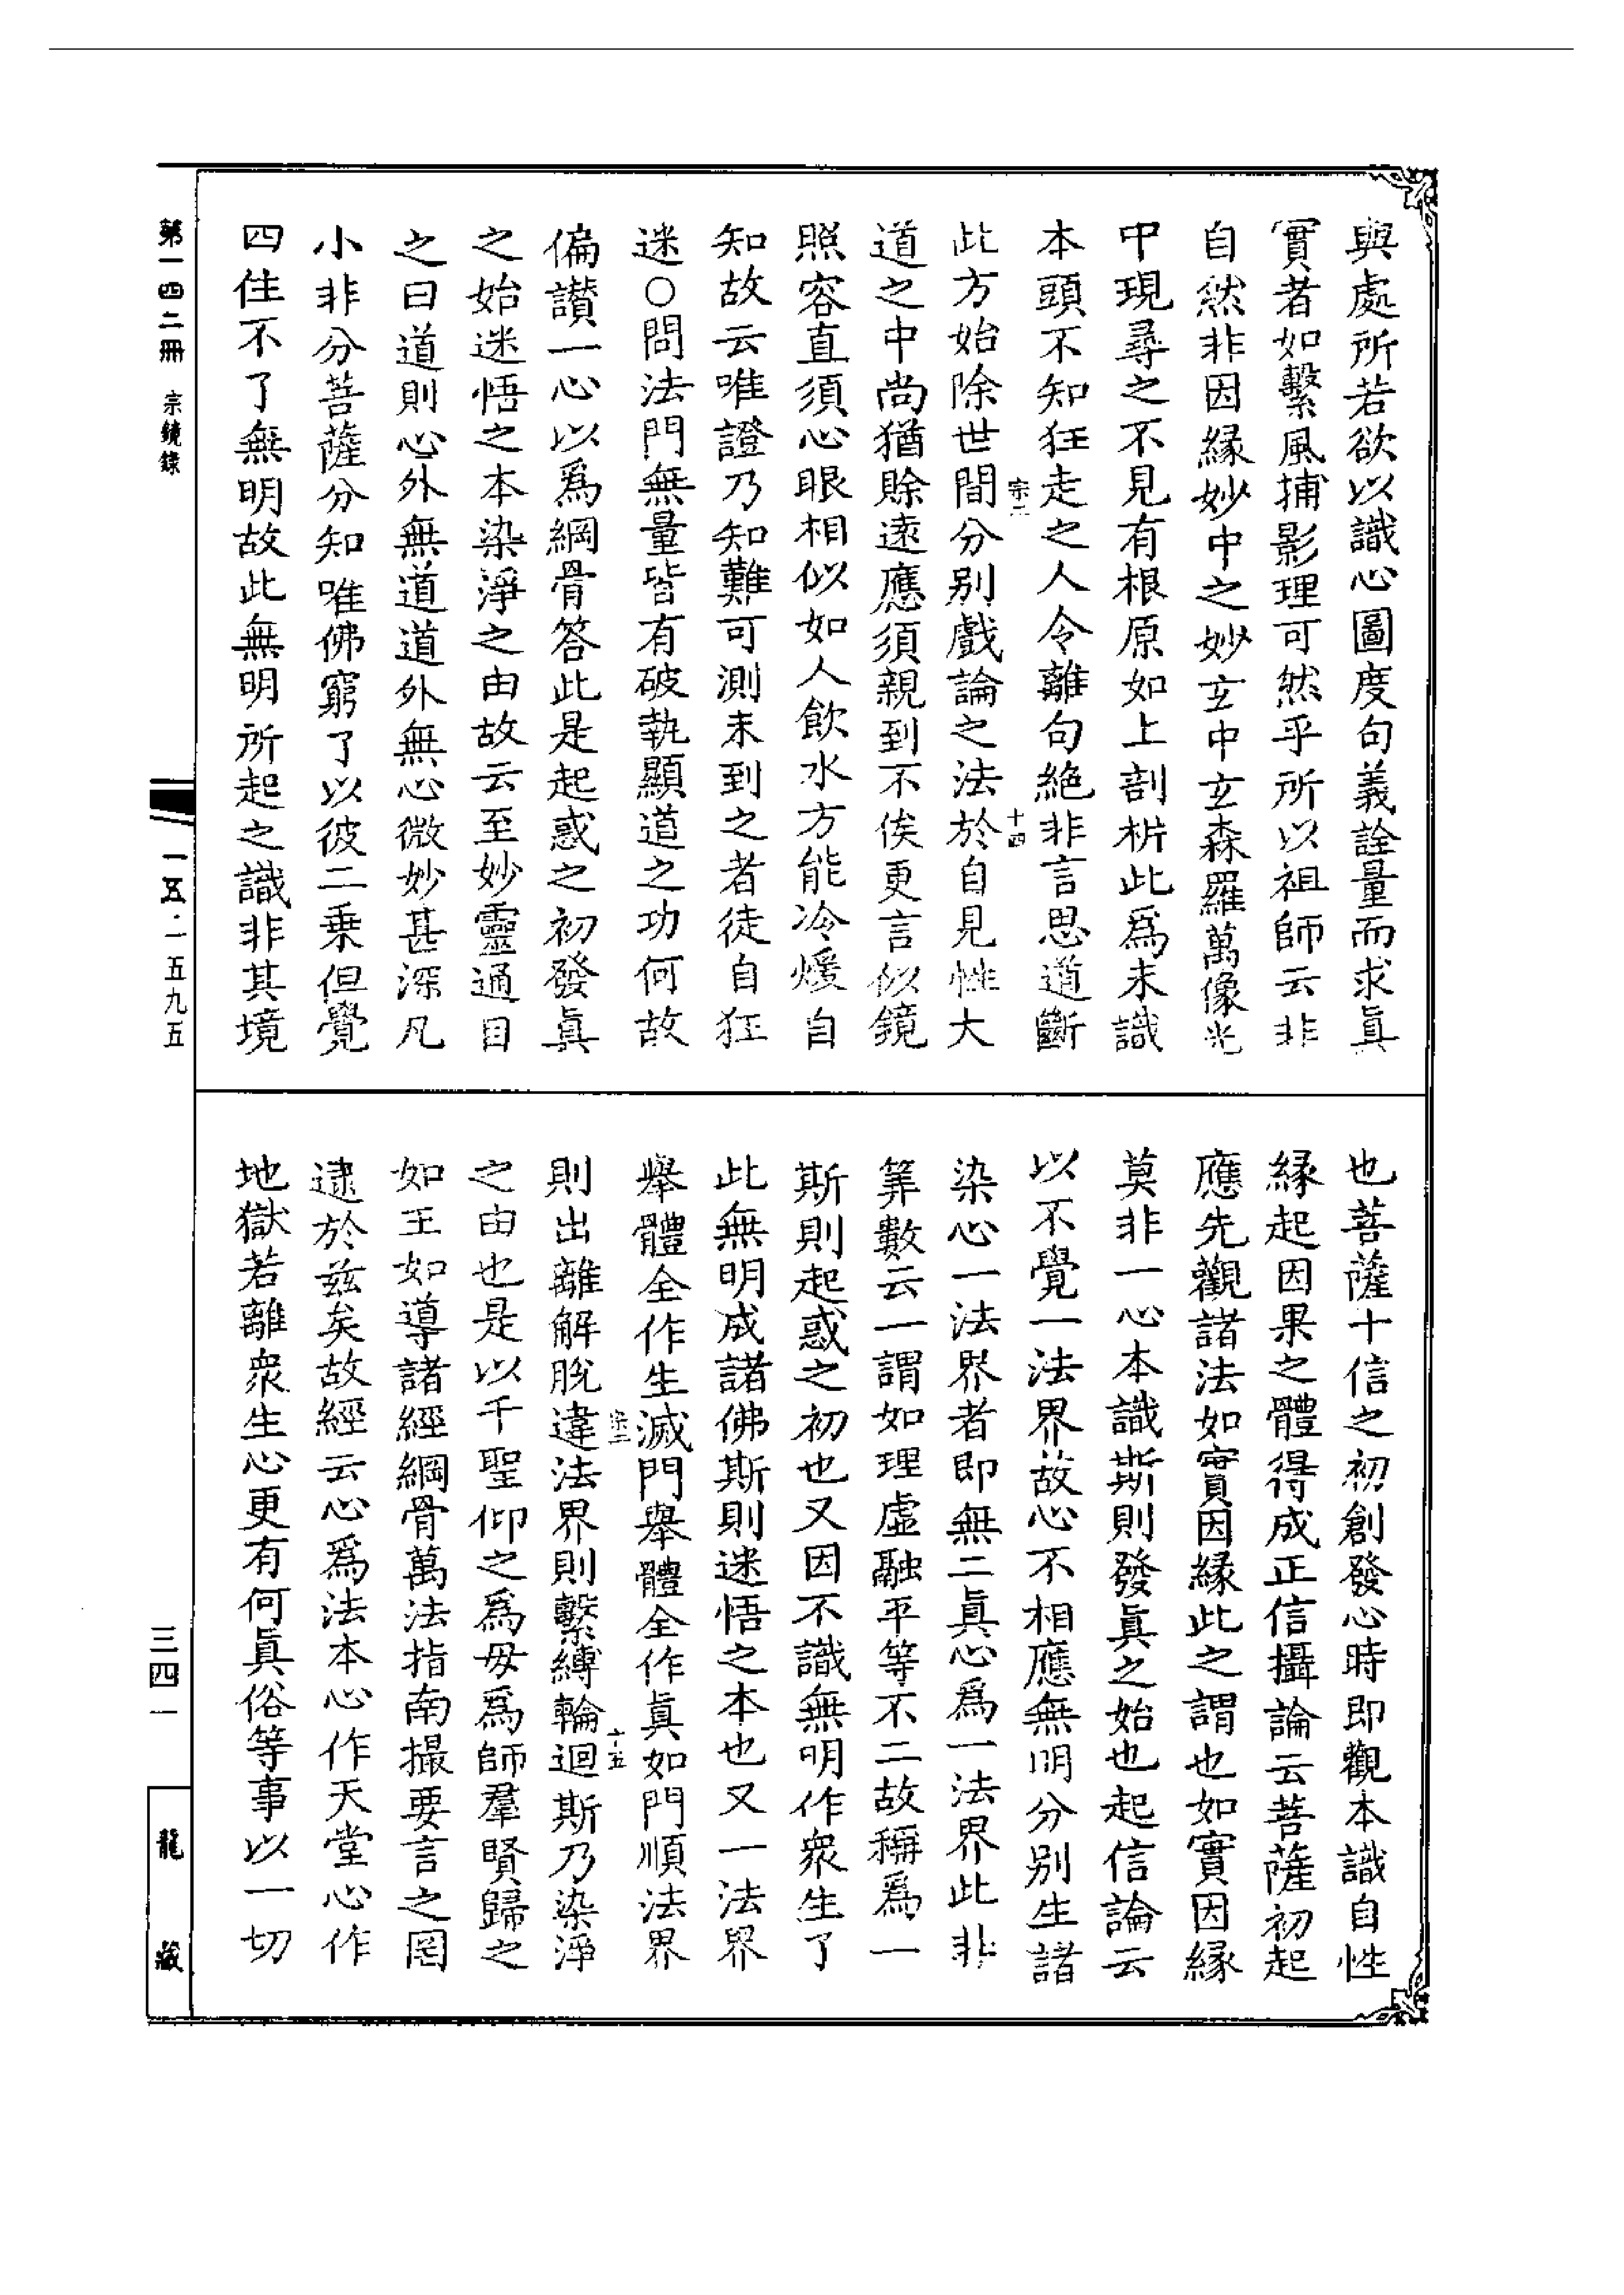 與處所若欲以識心圖度句義詮量而求眞
實者如繫風捕影理可然乎所以祖師云非
自然非因緣妙中之妙玄中玄森羅萬像光
中現尋之不見有根原如上剖析此爲未識
本頭不知狂走之人令離句絶非言思道斷
宗二
十四
此方始除世間分别戲論之法於自見性大
道之中尚猶賖遠應須親到不俟更言似鏡
照容直須心眼相似如人飲水方能冷煖自
知故云唯證乃知難可測未到之者徒自狂
迷○問法門無量皆有破執顯道之功何故
偏讃一心以爲綱骨答此是起惑之初發眞
之始迷悟之本染淨之由故云至妙靈通目
之曰道則心外無道道外無心微妙甚深凡
小非分菩薩分知唯佛窮了以彼二乗但覺
四住不了無明故此無明所起之識非其境
也菩薩十信之初創發心時即觀本識自性
緣起因果之體得成正信攝論云菩薩初起
應先觀諸法如實因緣此之謂也如實因緣
莫非一心本識斯則發眞之始也起信論云
以不覺一法界故心不相應無明分别生諸
染心一法界者即無二眞心爲一法界此非
筭數云一謂如理虚融平等不二故稱爲一
斯則起惑之初也又因不識無明作衆生了
此無明成諸佛斯則迷悟之本也又一法界
舉體全作生滅門舉體全作眞如門順法界
宗二
十五
則出離解脫違法界則繫縛輪迴斯乃染淨
之由也是以千聖仰之爲母爲師羣賢歸之
如王如導諸經綱骨萬法指南撮要言之罔
逮於兹矣故經云心爲法本心作天堂心作
地獄若離衆生心更有何眞俗等事以一切
第一四二冊 宗鏡錄
一五·一五九五
三四一
龍藏